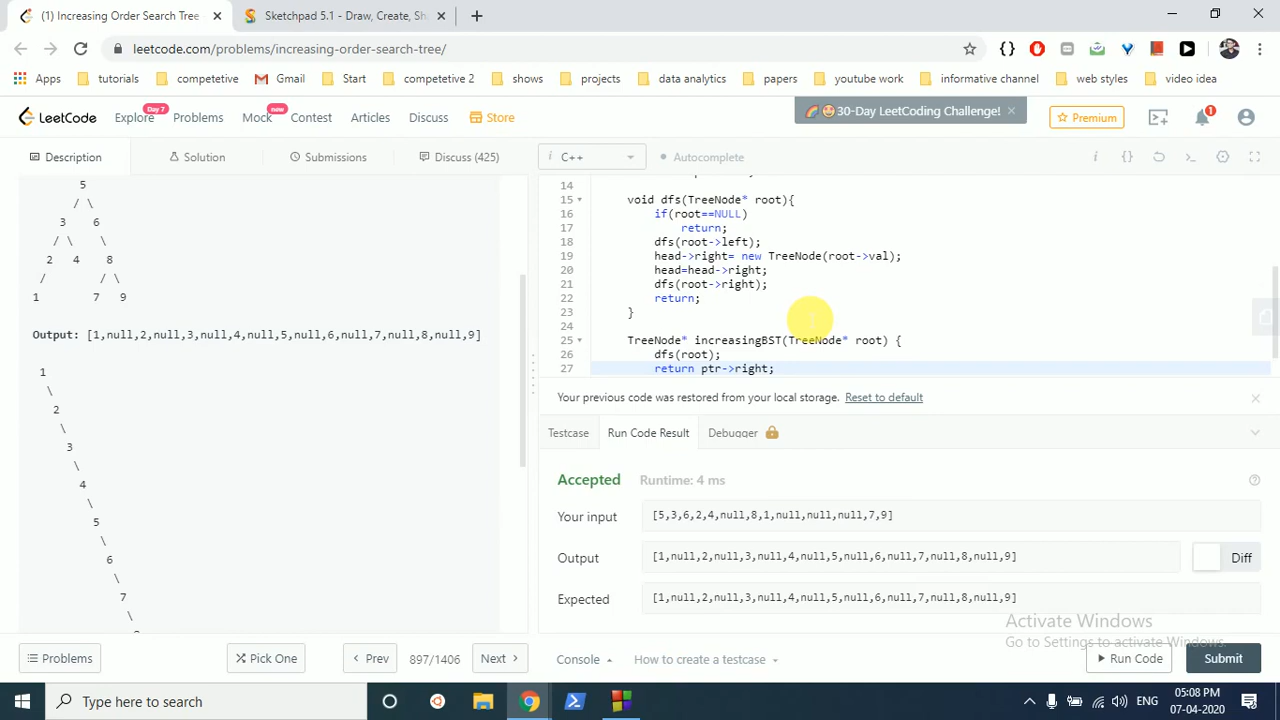 (1) Increasing Order Search Tree -
Sketchpad 5.1 - Draw, Create, Sh
leetcode.com/problems/increasing-order-search-tree/
Apps tutorials competetive Gmail Start competetive 2 shows projects data analytics papers youtube work informative channel web styles video idea
LeetCode Explore Day 7 Problems Mock new Contest Articles Discuss Store 30-Day LeetCoding Challenge! Premium 1
Description Solution Submissions Discuss (425)
5
/ \
3 6
/ \ \
2 4 8
/ / \
1 7 9
Output: [1,null,2,null,3,null,4,null,5,null,6,null,7,null,8,null,9]
1
\
2
\
3
\
4
\
5
\
6
\
7
\
Problems Pick One Prev 897/1406 Next
i C++ Autocomplete i {}
14
15 void dfs(TreeNode* root){
16 if(root==NULL)
17 return;
18 dfs(root->left);
19 head->right= new TreeNode(root->val);
20 head=head->right;
21 dfs(root->right);
22 return;
23 }
24
25 TreeNode* increasingBST(TreeNode* root) {
26 dfs(root);
27 return ptr->right;
Your previous code was restored from your local storage. Reset to default
Testcase Run Code Result Debugger
Accepted Runtime: 4 ms
Your input [5,3,6,2,4,null,8,1,null,null,null,7,9]
Output [1,null,2,null,3,null,4,null,5,null,6,null,7,null,8,null,9] Diff
Expected [1,null,2,null,3,null,4,null,5,null,6,null,7,null,8,null,9]
Activate Windows
Go to Settings to activate Windows.
Console How to create a testcase Run Code Submit
Type here to search
ENG
05:08 PM
07-04-2020